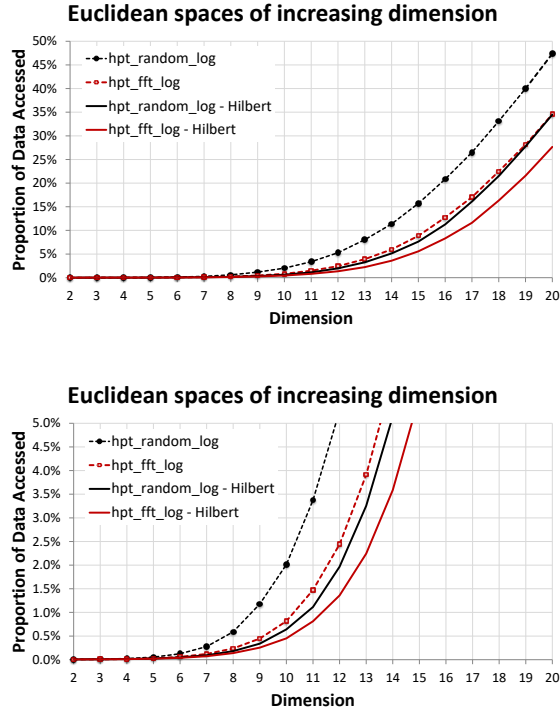 Euclidean spaces of increasing dimension
Proportion of Data Accessed
50%
45%
40%
35%
30%
25%
20%
15%
10%
5%
0%
hpt_random_log
hpt_fft_log
hpt_random_log - Hilbert
hpt_fft_log - Hilbert
2 3 4 5 6 7 8 9 10 11 12 13 14 15 16 17 18 19 20
Dimension
Euclidean spaces of increasing dimension
Proportion of Data Accessed
5.0%
4.5%
4.0%
3.5%
3.0%
2.5%
2.0%
1.5%
1.0%
0.5%
0.0%
hpt_random_log
hpt_fft_log
hpt_random_log - Hilbert
hpt_fft_log - Hilbert
2 3 4 5 6 7 8 9 10 11 12 13 14 15 16 17 18 19 20
Dimension